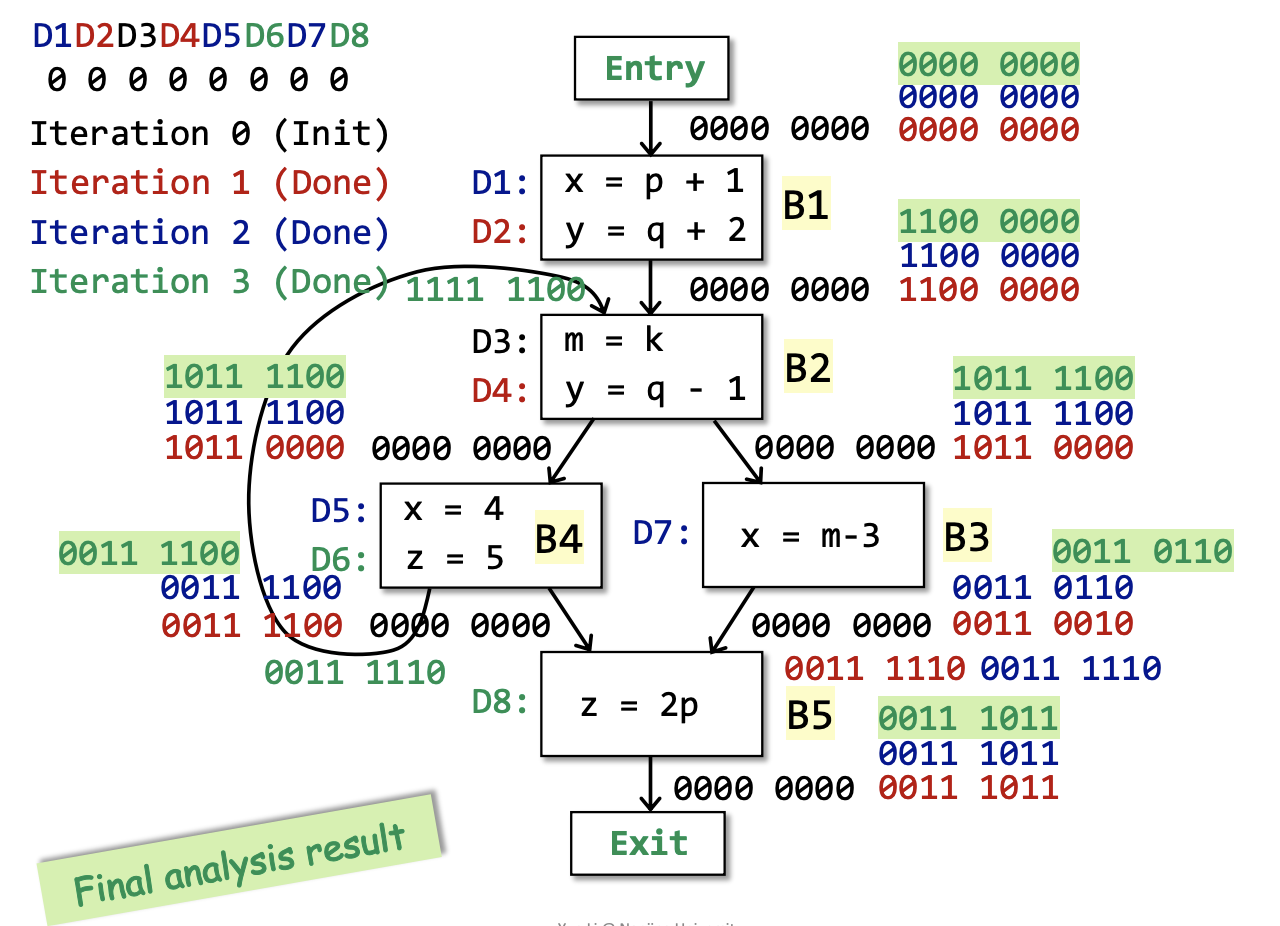 D1D2D3D4D5D6D7D8
0 0 0 0 0 0 0 0
Iteration 0 (Init)
Iteration 1 (Done)
Iteration 2 (Done)
Iteration 3 (Done)
Entry
0000 0000
0000 0000
0000 0000 0000 0000
D1: x = p + 1
D2: y = q + 2
B1
1100 0000
1100 0000
1111 1100 0000 0000 1100 0000
D3: m = k
D4: y = q - 1
B2
1011 1100
1011 1100
1011 0000 0000 0000
1011 1100
1011 1100
0000 0000 1011 0000
D5: x = 4
D6: z = 5
B4
D7: x = m-3
B3
0011 1100
0011 1100
0011 1100 0000 0000
0011 1110
0011 0110
0011 0110
0000 0000 0011 0010
0011 1110 0011 1110
D8: z = 2p
B5
0011 1011
0011 1011
0000 0000 0011 1011
Exit
Final analysis result